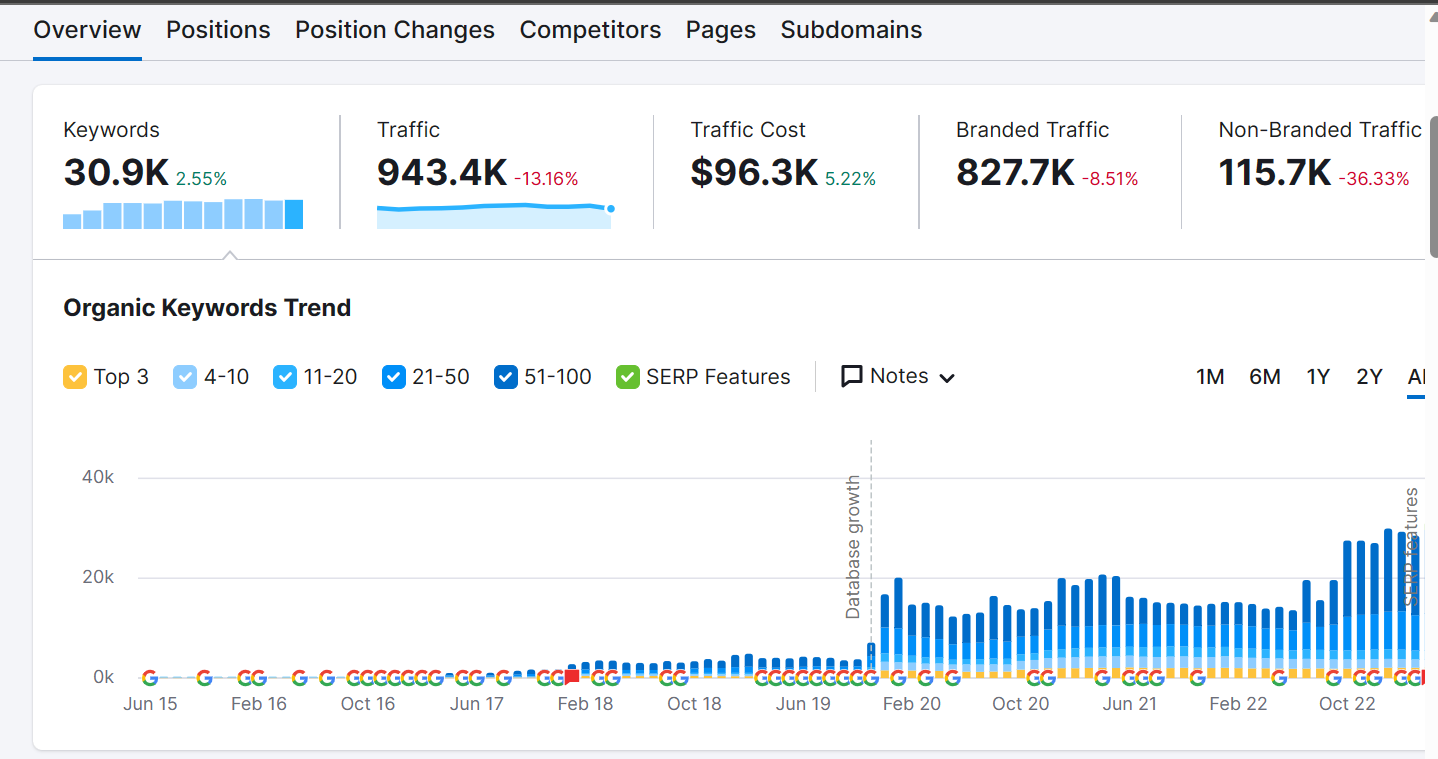 Overview Positions Position Changes Competitors Pages Subdomains
Keywords Traffic Traffic Cost Branded Traffic Non-Branded Traffic
30.9K 2.55% 943.4K -13.16% $96.3K 5.22% 827.7K -8.51% 115.7K -36.33%
Organic Keywords Trend
Top 3 4-10 11-20 21-50 51-100 SERP Features Notes 1M 6M 1Y 2Y
40k
20k
0k
Database growth
SERP features
Jun 15 Feb 16 Oct 16 Jun 17 Feb 18 Oct 18 Jun 19 Feb 20 Oct 20 Jun 21 Feb 22 Oct 22